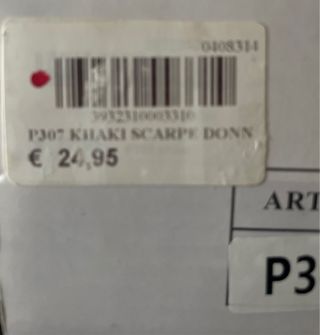 0408314
3932310003310
P307 KHAKI SCARPE DONN
€ 24,95
ART
P3